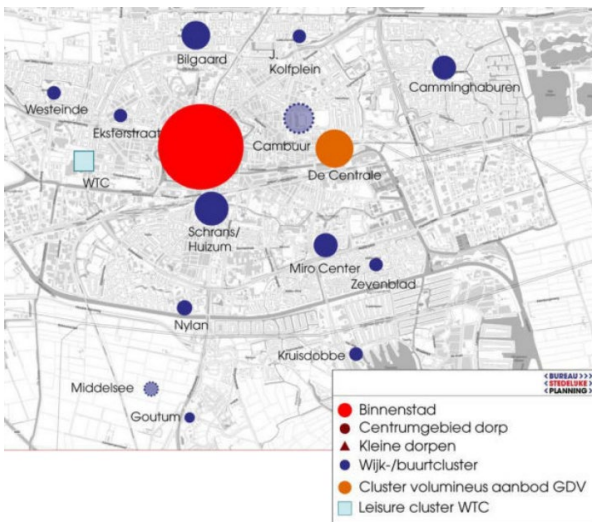 Bilgaard
J.
Kolfplein
Camminghaburen
Westeinde
Eksterstraat
Cambuur
De Centrale
WTC
Schrans/
Huizum
Miro Center
Zevenblad
Nylan
Kruisdobbe
Middelsee
Goutum
<BUREAU >>>
<STEDELIJKE
<PLANNING >
Binnenstad
Centrumgebied dorp
Kleine dorpen
Wijk-/buurtcluster
Cluster volumineus aanbod GDV
Leisure cluster WTC